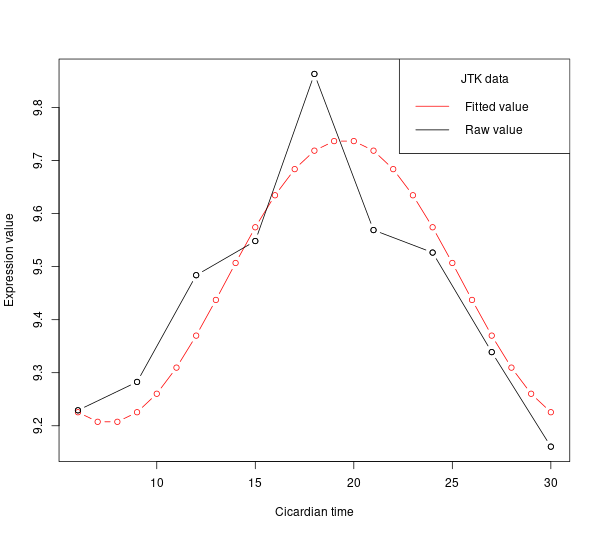 JTK data
Fitted value
Raw value
Expression value
9.8
9.7
9.6
9.5
9.4
9.3
9.2
10
15
20
25
30
Cicardian time